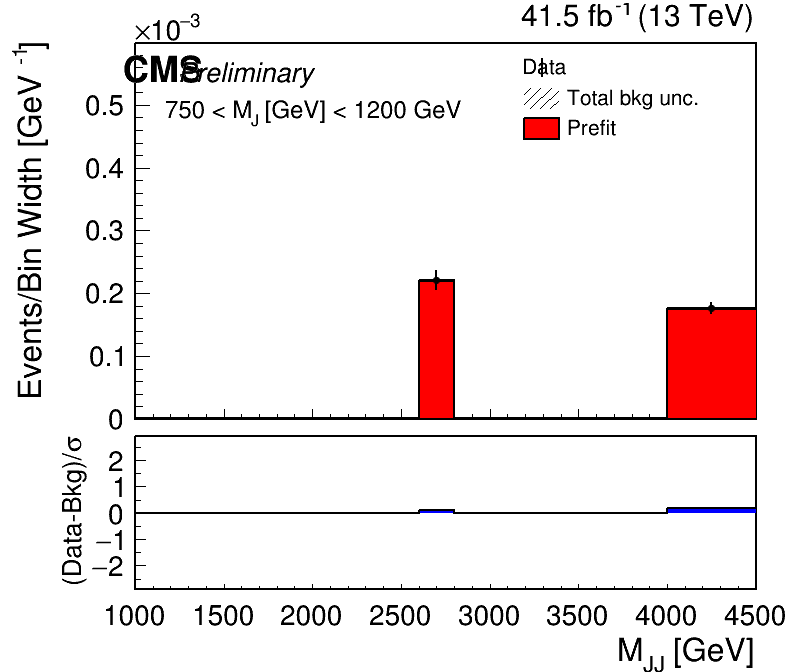 ×10⁻³
41.5 fb⁻¹ (13 TeV)
CMS Preliminary
750 < M_J [GeV] < 1200 GeV
Data
Total bkg unc.
Prefit
Events/Bin Width [GeV⁻¹]
0.5
0.4
0.3
0.2
0.1
0
(Data-Bkg)/σ
2
1
0
−1
−2
1000 1500 2000 2500 3000 3500 4000 4500
M_JJ [GeV]